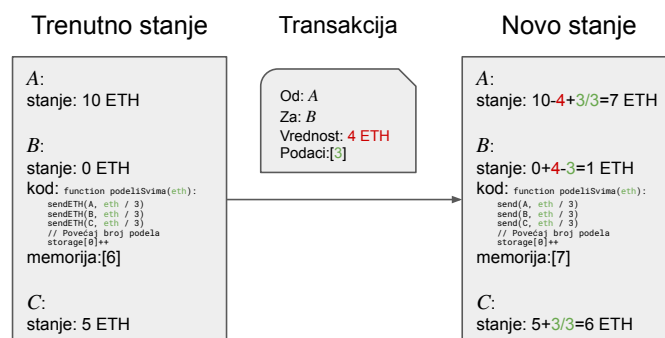 Trenutno stanje
A:
stanje: 10 ETH
B:
stanje: 0 ETH
kod: function podeliSvima(eth):
sendETH(A, eth / 3)
sendETH(B, eth / 3)
sendETH(C, eth / 3)
// Povećaj broj podela
storage[0]++
memorija:[6]
C:
stanje: 5 ETH
Transakcija
Od: A
Za: B
Vrednost: 4 ETH
Podaci:[3]
Novo stanje
A:
stanje: 10-4+3/3=7 ETH
B:
stanje: 0+4-3=1 ETH
kod: function podeliSvima(eth):
send(A, eth / 3)
send(B, eth / 3)
send(C, eth / 3)
// Povećaj broj podela
storage[0]++
memorija:[7]
C:
stanje: 5+3/3=6 ETH